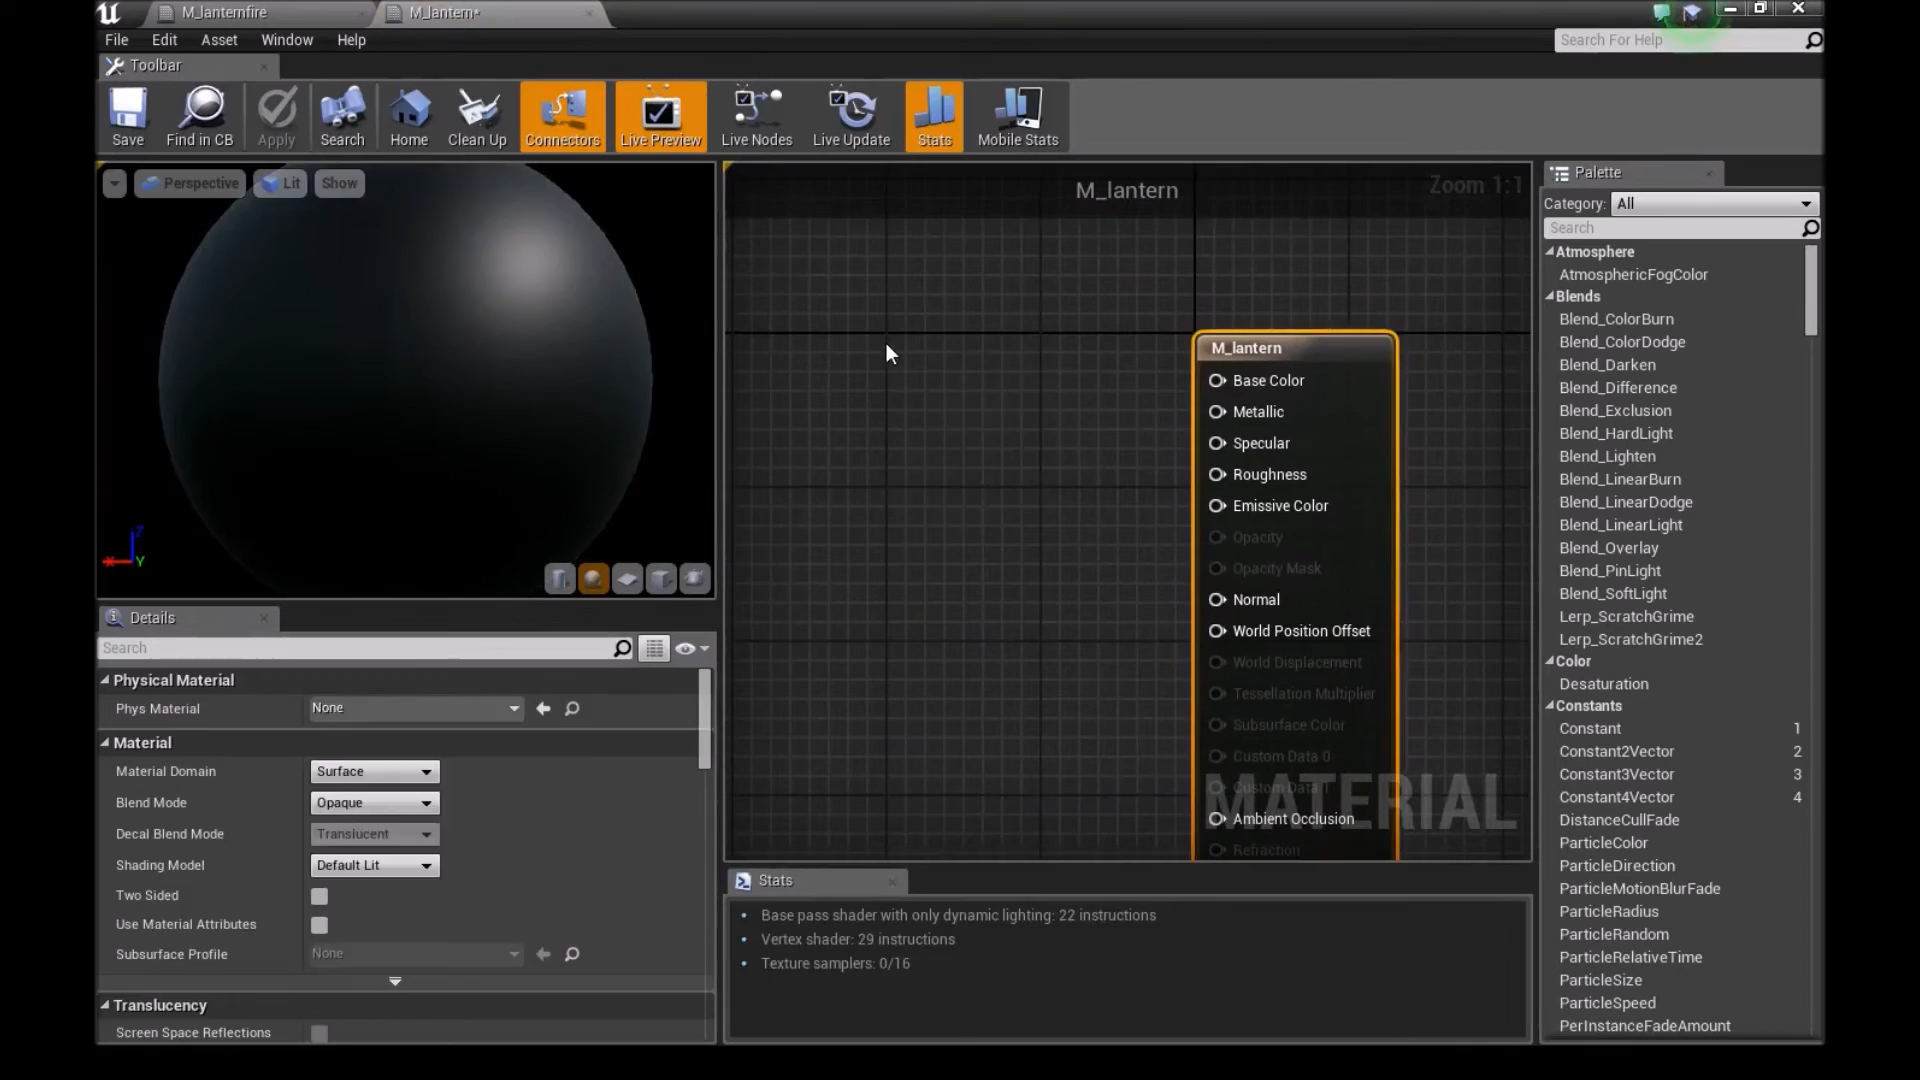 M_lanternfire
M_lantern*
File Edit Asset Window Help
Search For Help
Toolbar
Save
Find in CB
Apply
Search
Home
Clean Up
Connectors
Live Preview
Live Nodes
Live Update
Stats
Mobile Stats
Perspective
Lit
Show
Z
X
Y
M_lantern
Zoom 1:1
M_lantern
Base Color
Metallic
Specular
Roughness
Emissive Color
Opacity
Opacity Mask
Normal
World Position Offset
World Displacement
Tessellation Multiplier
Subsurface Color
Custom Data 0
Custom Data 1
Ambient Occlusion
Refraction
MATERIAL
Details
Search
Physical Material
Phys Material None
Material
Material Domain Surface
Blend Mode Opaque
Decal Blend Mode Translucent
Shading Model Default Lit
Two Sided
Use Material Attributes
Subsurface Profile None
Translucency
Screen Space Reflections
Stats
Base pass shader with only dynamic lighting: 22 instructions
Vertex shader: 29 instructions
Texture samplers: 0/16
Palette
Category: All
Search
Atmosphere
AtmosphericFogColor
Blends
Blend_ColorBurn
Blend_ColorDodge
Blend_Darken
Blend_Difference
Blend_Exclusion
Blend_HardLight
Blend_Lighten
Blend_LinearBurn
Blend_LinearDodge
Blend_LinearLight
Blend_Overlay
Blend_PinLight
Blend_SoftLight
Lerp_ScratchGrime
Lerp_ScratchGrime2
Color
Desaturation
Constants
Constant 1
Constant2Vector 2
Constant3Vector 3
Constant4Vector 4
DistanceCullFade
ParticleColor
ParticleDirection
ParticleMotionBlurFade
ParticleRadius
ParticleRandom
ParticleRelativeTime
ParticleSize
ParticleSpeed
PerInstanceFadeAmount